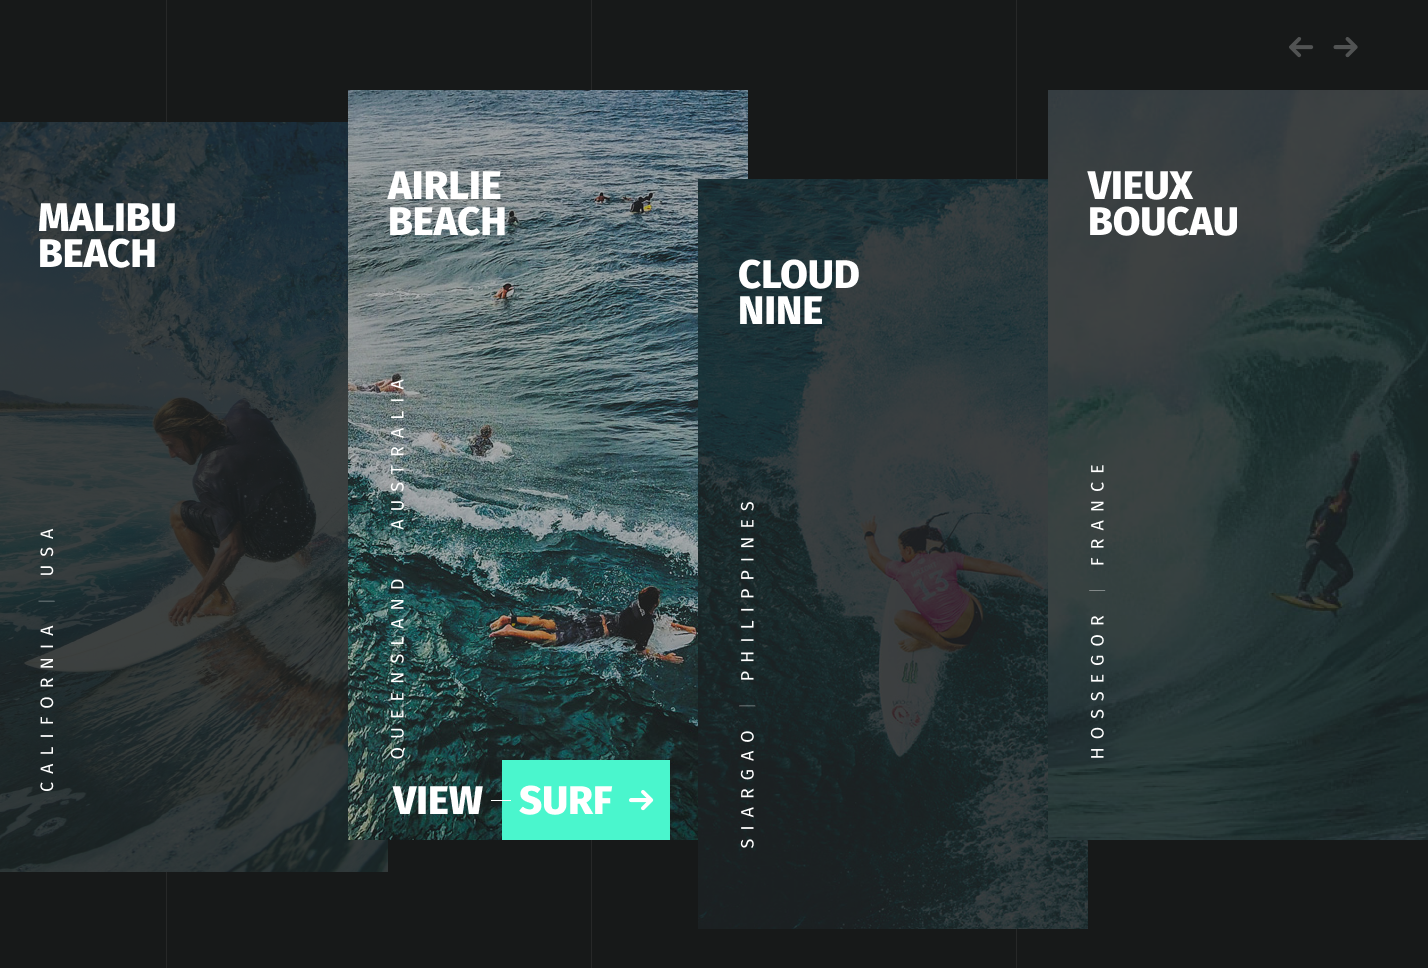 MALIBU
BEACH
CALIFORNIA | USA
AIRLIE
BEACH
QUEENSLAND AUSTRALIA
VIEW — SURF →
CLOUD
NINE
SIARGAO | PHILIPPINES
VIEUX
BOUCAU
HOSSEGOR | FRANCE